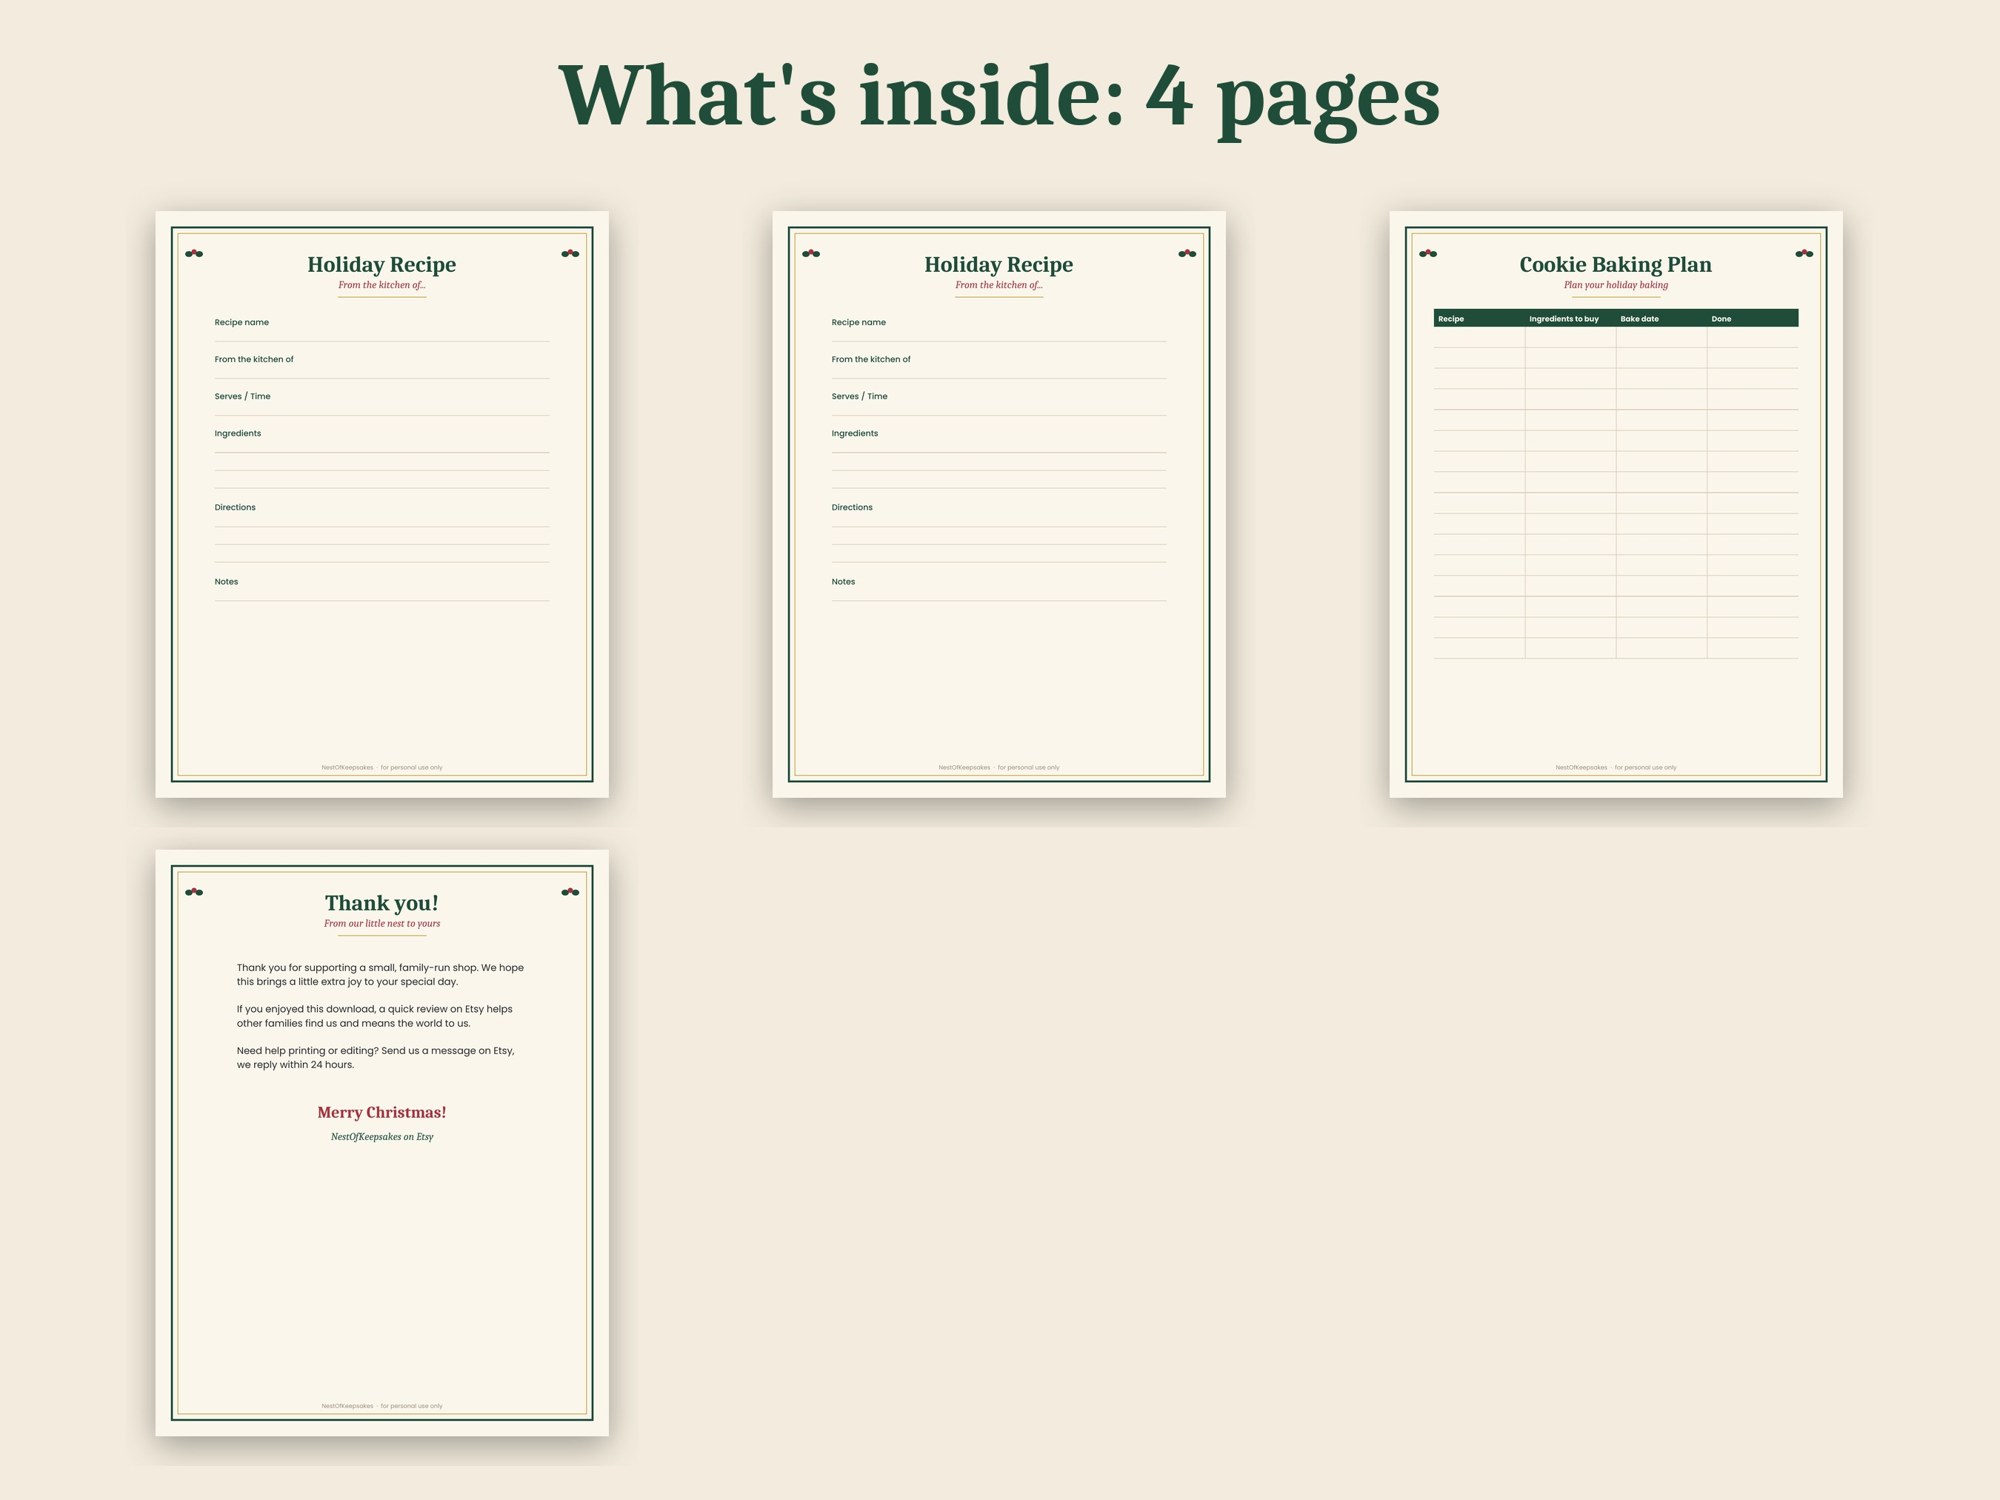 What's inside: 4 pages
Holiday Recipe
From the kitchen of...
Recipe name
From the kitchen of
Serves / Time
Ingredients
Directions
Notes
NestOfKeepsakes · for personal use only
Holiday Recipe
From the kitchen of...
Recipe name
From the kitchen of
Serves / Time
Ingredients
Directions
Notes
NestOfKeepsakes · for personal use only
Cookie Baking Plan
Plan your holiday baking
Recipe Ingredients to buy Bake date Done
NestOfKeepsakes · for personal use only
Thank you!
From our little nest to yours
Thank you for supporting a small, family-run shop. We hope
this brings a little extra joy to your special day.
If you enjoyed this download, a quick review on Etsy helps
other families find us and means the world to us.
Need help printing or editing? Send us a message on Etsy,
we reply within 24 hours.
Merry Christmas!
NestOfKeepsakes on Etsy
NestOfKeepsakes · for personal use only